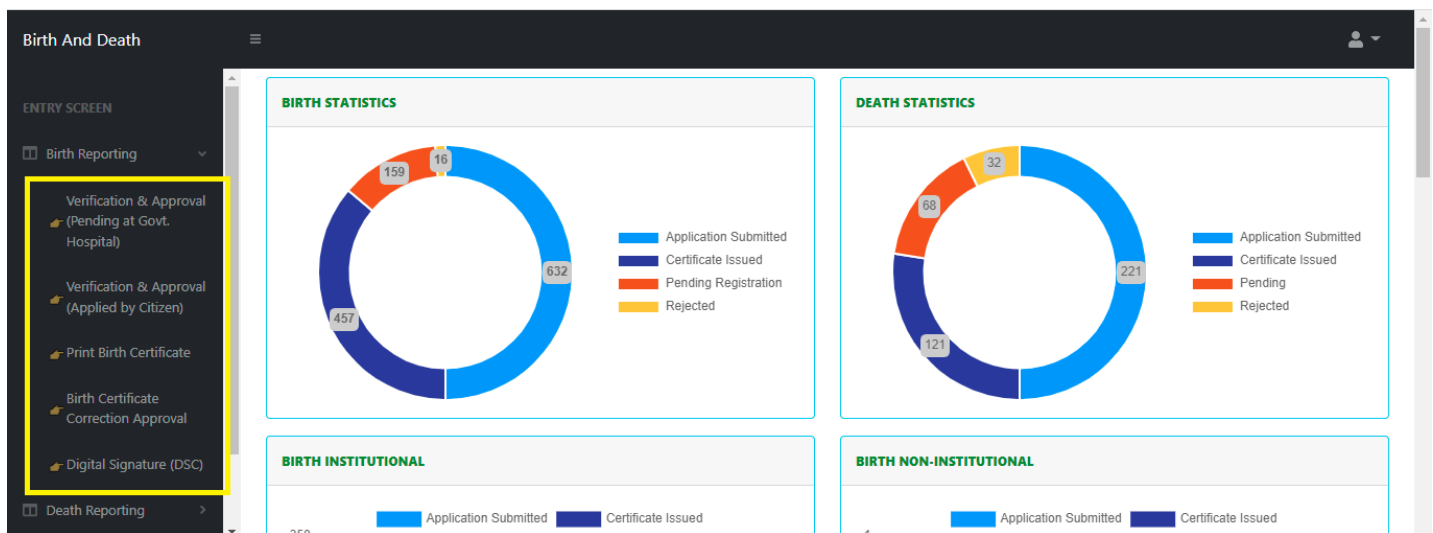 Birth And Death
ENTRY SCREEN
Birth Reporting
Verification & Approval
(Pending at Govt.
Hospital)
Verification & Approval
(Applied by Citizen)
Print Birth Certificate
Birth Certificate
Correction Approval
Digital Signature (DSC)
Death Reporting
BIRTH STATISTICS
159
16
632
457
Application Submitted
Certificate Issued
Pending Registration
Rejected
DEATH STATISTICS
32
68
221
121
Application Submitted
Certificate Issued
Pending
Rejected
BIRTH INSTITUTIONAL
Application Submitted Certificate Issued
BIRTH NON-INSTITUTIONAL
Application Submitted Certificate Issued